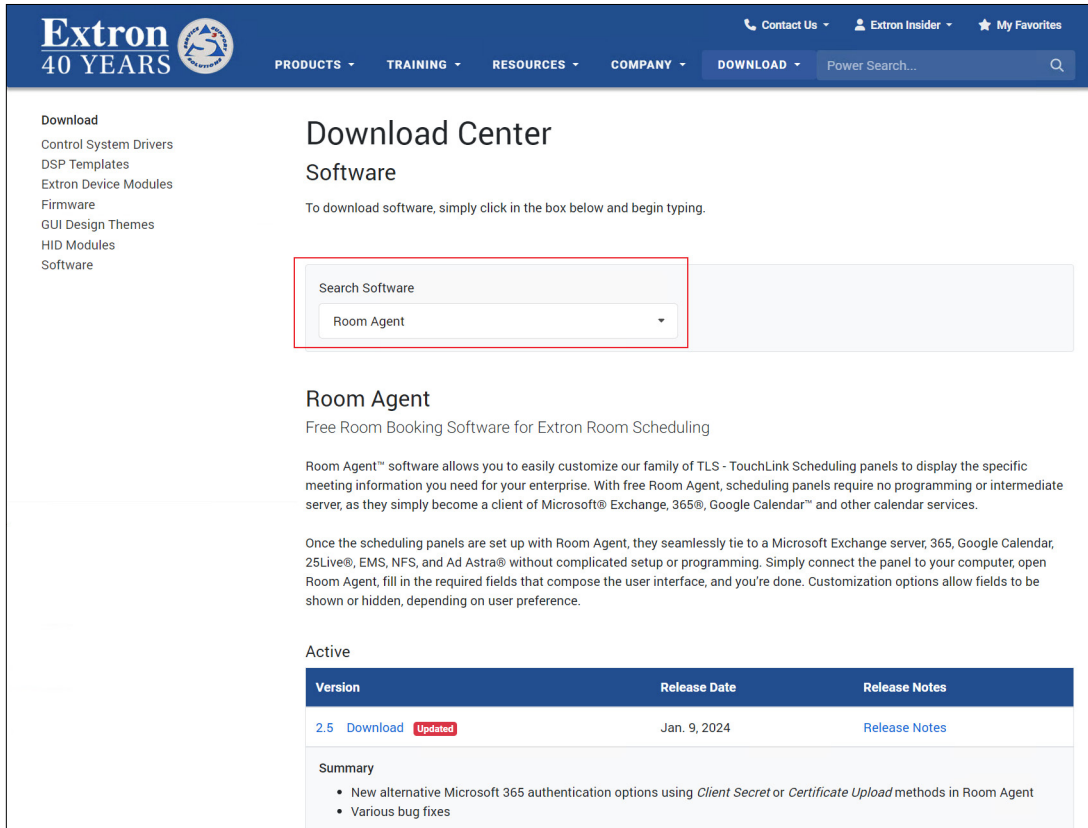 Extron
40 YEARS
SERVICE SUPPORT SOLUTIONS
Contact Us
Extron Insider
My Favorites
PRODUCTS
TRAINING
RESOURCES
COMPANY
DOWNLOAD
Power Search...
Download
Control System Drivers
DSP Templates
Extron Device Modules
Firmware
GUI Design Themes
HID Modules
Software
Download Center
Software
To download software, simply click in the box below and begin typing.
Search Software
Room Agent
Room Agent
Free Room Booking Software for Extron Room Scheduling
Room Agent™ software allows you to easily customize our family of TLS - TouchLink Scheduling panels to display the specific
meeting information you need for your enterprise. With free Room Agent, scheduling panels require no programming or intermediate
server, as they simply become a client of Microsoft® Exchange, 365®, Google Calendar™ and other calendar services.
Once the scheduling panels are set up with Room Agent, they seamlessly tie to a Microsoft Exchange server, 365, Google Calendar,
25Live®, EMS, NFS, and Ad Astra® without complicated setup or programming. Simply connect the panel to your computer, open
Room Agent, fill in the required fields that compose the user interface, and you're done. Customization options allow fields to be
shown or hidden, depending on user preference.
Active
Version Release Date Release Notes
2.5 Download Updated Jan. 9, 2024 Release Notes
Summary
• New alternative Microsoft 365 authentication options using Client Secret or Certificate Upload methods in Room Agent
• Various bug fixes